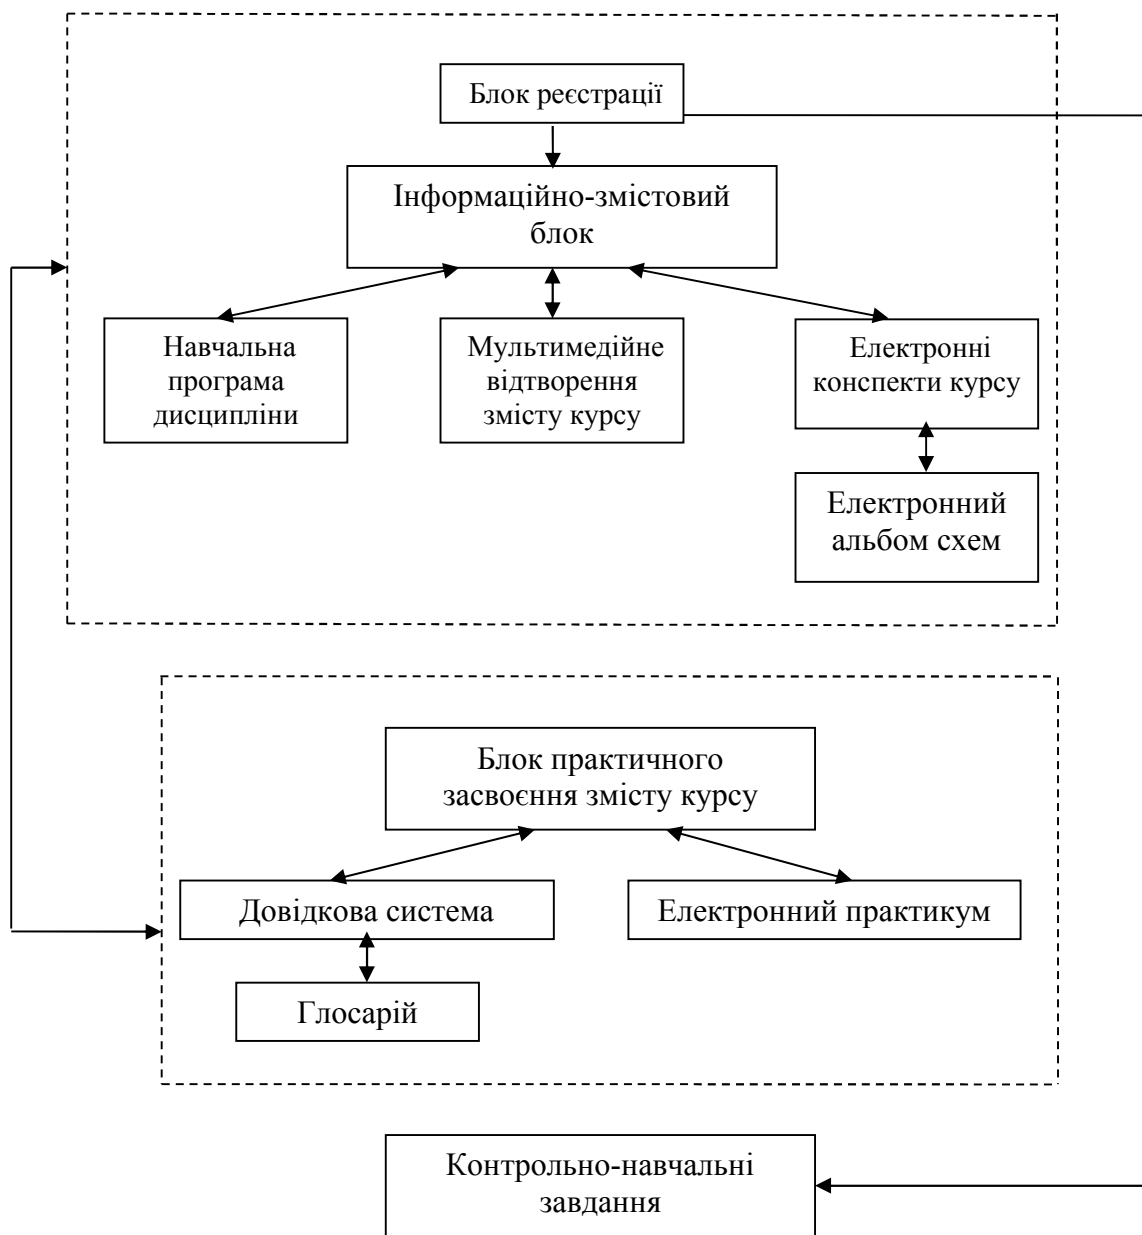 Блок реєстрації
Інформаційно-змістовий
блок
Навчальна
програма
дисципліни
Мультимедійне
відтворення
змісту курсу
Електронні
конспекти курсу
Електронний
альбом схем
Блок практичного
засвоєння змісту курсу
Довідкова система
Електронний практикум
Глосарій
Контрольно-навчальні
завдання